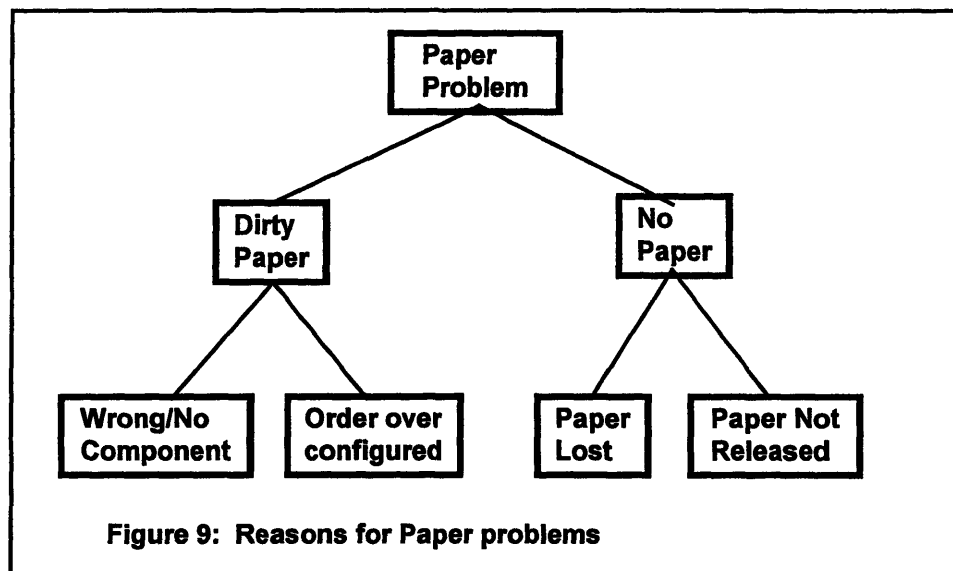 Paper
Problem
Dirty
Paper
No
Paper
Wrong/No
Component
Order over
configured
Paper
Lost
Paper Not
Released
Figure 9: Reasons for Paper problems